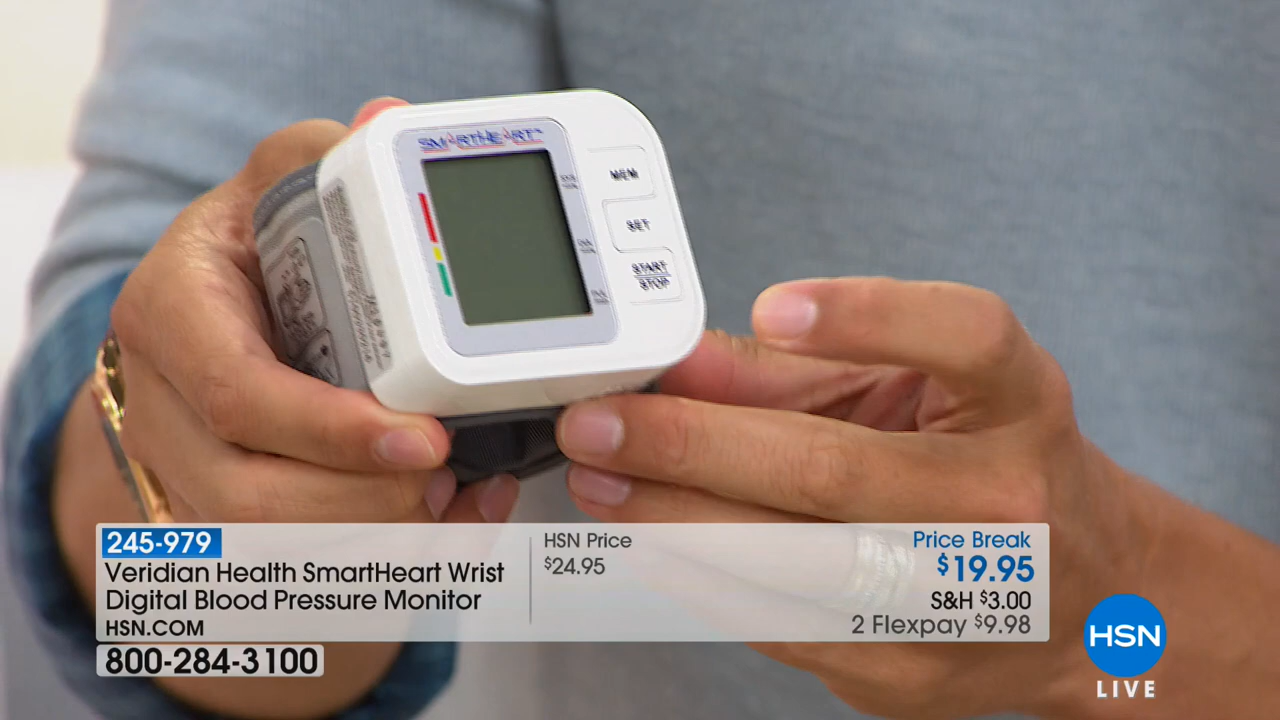 SMARTHEART
MEM
SET
START
STOP
245-979
Veridian Health SmartHeart Wrist
Digital Blood Pressure Monitor
HSN.COM
800-284-3100
HSN Price
$24.95
Price Break
$19.95
S&H $3.00
2 Flexpay $9.98
HSN
LIVE